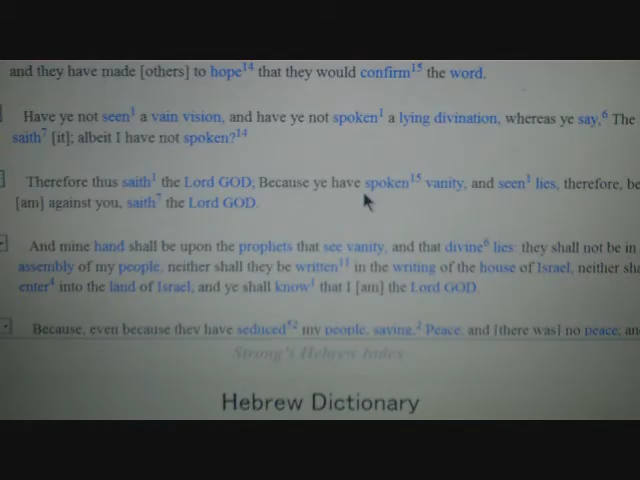 and they have made [others] to hope14 that they would confirm15 the word.
Have ye not seen1 a vain vision, and have ye not spoken1 a lying divination, whereas ye say,6 The
saith7 [it]; albeit I have not spoken?14
Therefore thus saith1 the Lord GOD; Because ye have spoken15 vanity, and seen1 lies, therefore, be
[am] against you, saith7 the Lord GOD.
And mine hand shall be upon the prophets that see vanity, and that divine6 lies: they shall not be in
assembly of my people, neither shall they be written11 in the writing of the house of Israel, neither sh
enter4 into the land of Israel; and ye shall know1 that I [am] the Lord GOD.
Because, even because they have seduced52 my people, saying,2 Peace; and [there was] no peace; an
Strong's Hebrew Index
Hebrew Dictionary